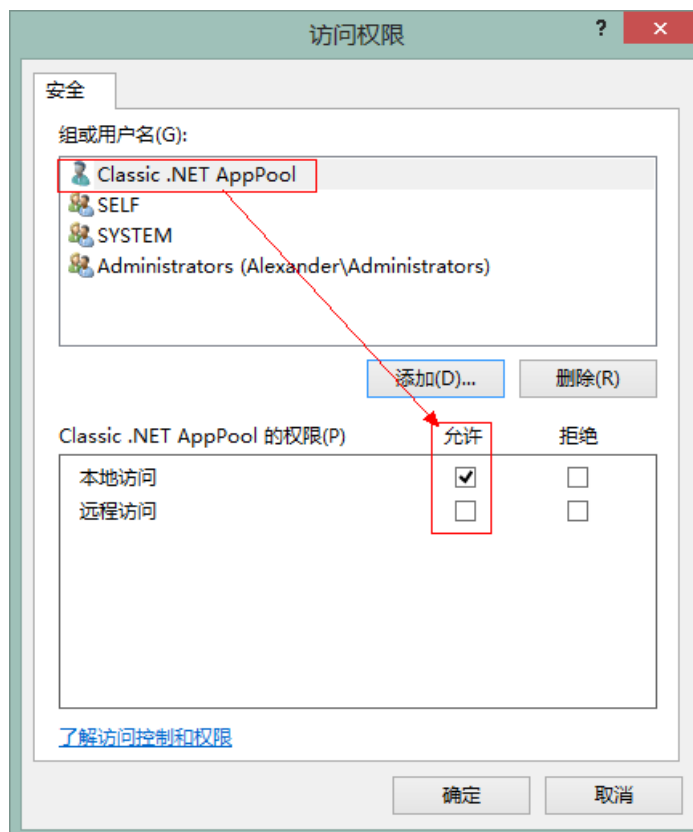 访问权限
?
安全
组或用户名(G):
Classic .NET AppPool
SELF
SYSTEM
Administrators (Alexander\Administrators)
添加(D)... 删除(R)
Classic .NET AppPool 的权限(P) 允许 拒绝
本地访问
远程访问
了解访问控制和权限
确定 取消